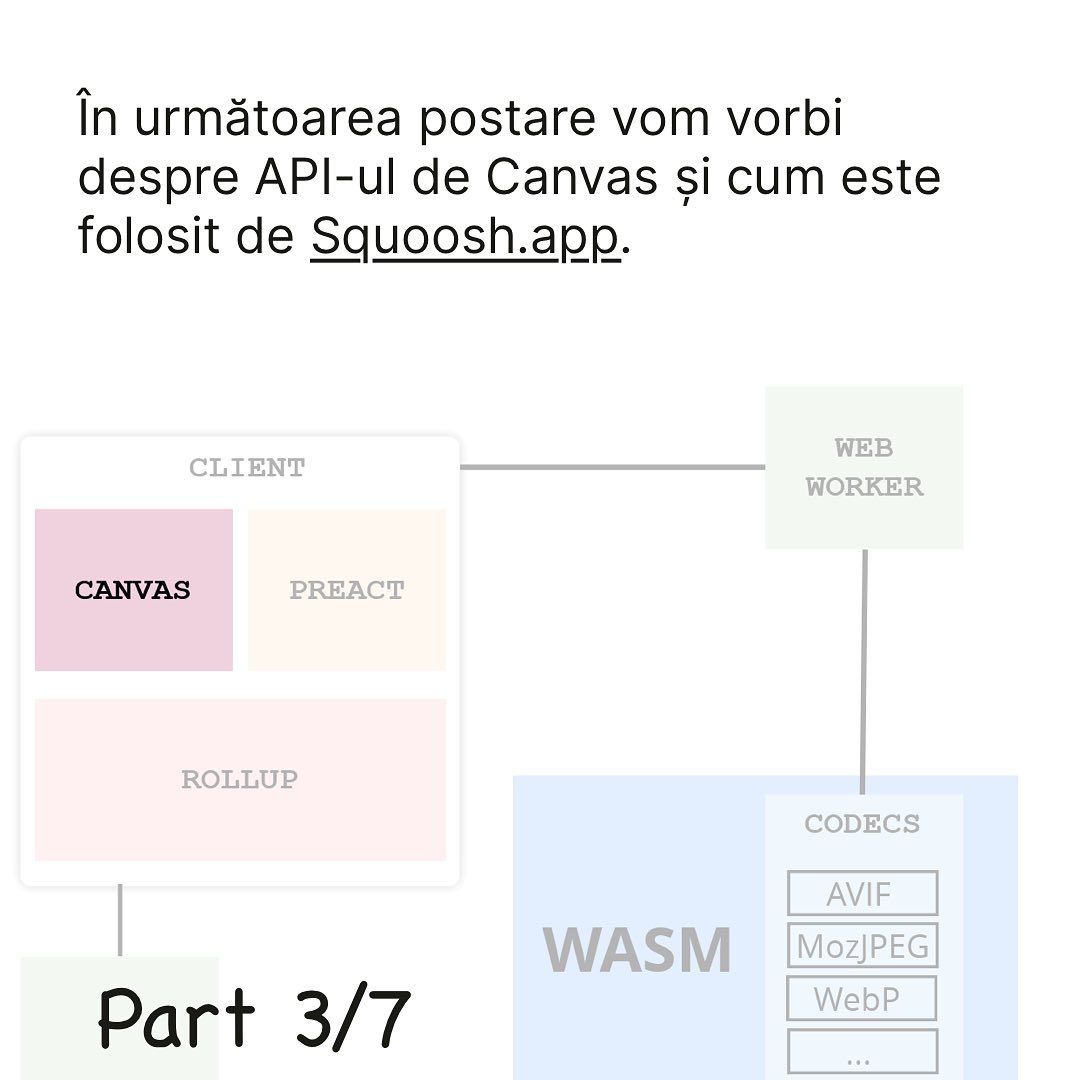 În următoarea postare vom vorbi
despre API-ul de Canvas și cum este
folosit de Squoosh.app.
CLIENT
CANVAS
PREACT
ROLLUP
WEB
WORKER
WASM
CODECS
AVIF
MozJPEG
WebP
...
Part 3/7